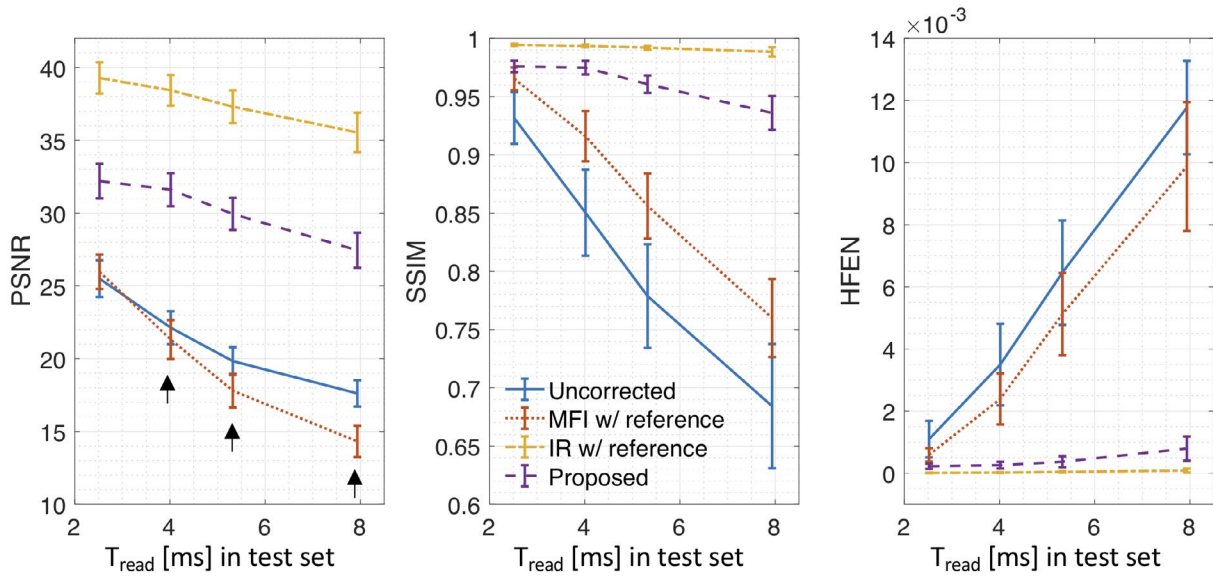 PSNR
40
35
30
25
20
15
10
2 4 6 8
T_read [ms] in test set
SSIM
1
0.95
0.9
0.85
0.8
0.75
0.7
0.65
0.6
Uncorrected
MFI w/ reference
IR w/ reference
Proposed
2 4 6 8
T_read [ms] in test set
×10^-3
HFEN
14
12
10
8
6
4
2
0
2 4 6 8
T_read [ms] in test set